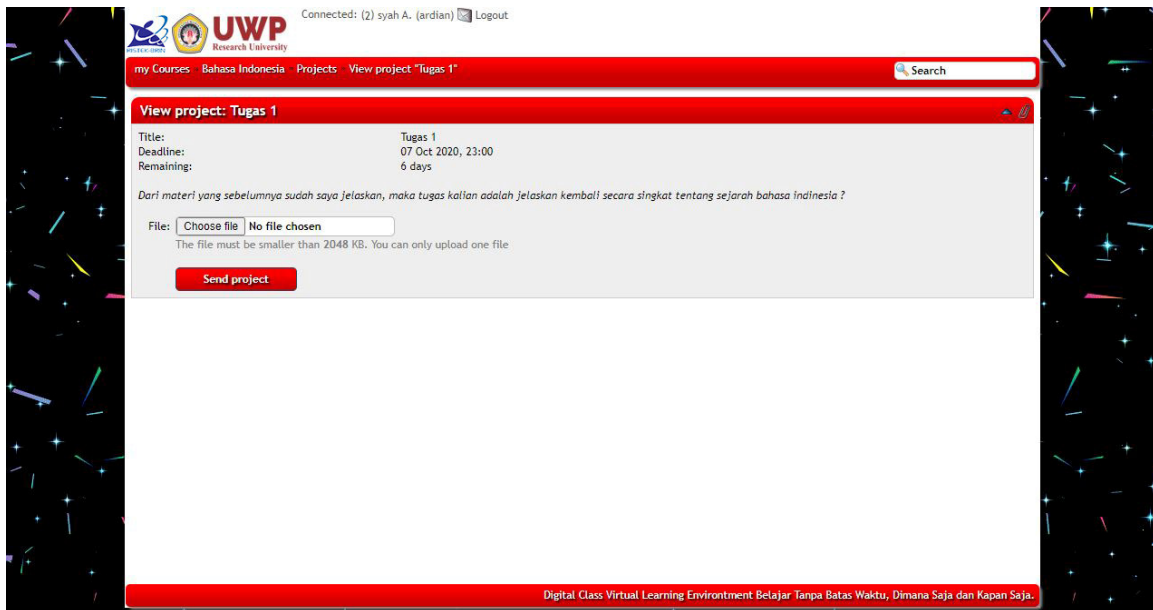 Connected: (2) syah A. (ardian) Logout
RISTEK-DIKTI
UWP
Research University
my Courses Bahasa Indonesia Projects View project "Tugas 1"
Search
View project: Tugas 1
Title: Tugas 1
Deadline: 07 Oct 2020, 23:00
Remaining: 6 days
Dari materi yang sebelumnya sudah saya jelaskan, maka tugas kalian adalah jelaskan kembali secara singkat tentang sejarah bahasa indinesia ?
File: Choose file No file chosen
The file must be smaller than 2048 KB. You can only upload one file
Send project
Digital Class Virtual Learning Environtment Belajar Tanpa Batas Waktu, Dimana Saja dan Kapan Saja.